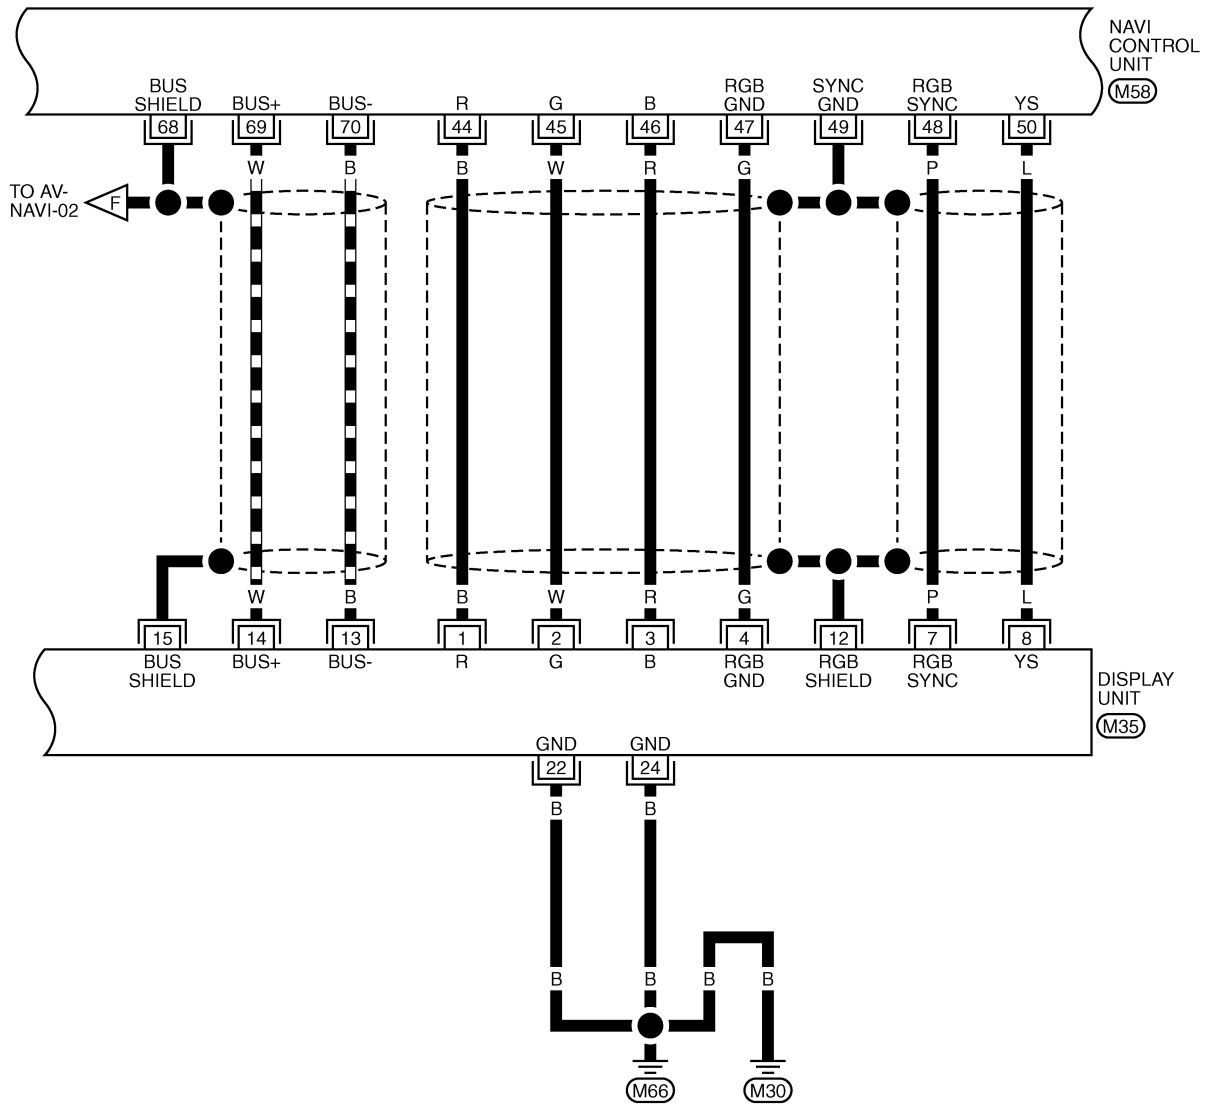 NAVI
CONTROL
UNIT
M58
BUS
SHIELD
BUS+
BUS-
R
G
B
RGB
GND
SYNC
GND
RGB
SYNC
YS
68
69
70
44
45
46
47
49
48
50
W
B
B
W
R
G
P
L
TO AV-
NAVI-02
F
W
B
B
W
R
G
P
L
15
14
13
1
2
3
4
12
7
8
BUS
SHIELD
BUS+
BUS-
R
G
B
RGB
GND
RGB
SHIELD
RGB
SYNC
YS
DISPLAY
UNIT
M35
GND
GND
22
24
B
B
B
B
B
B
M66
M30